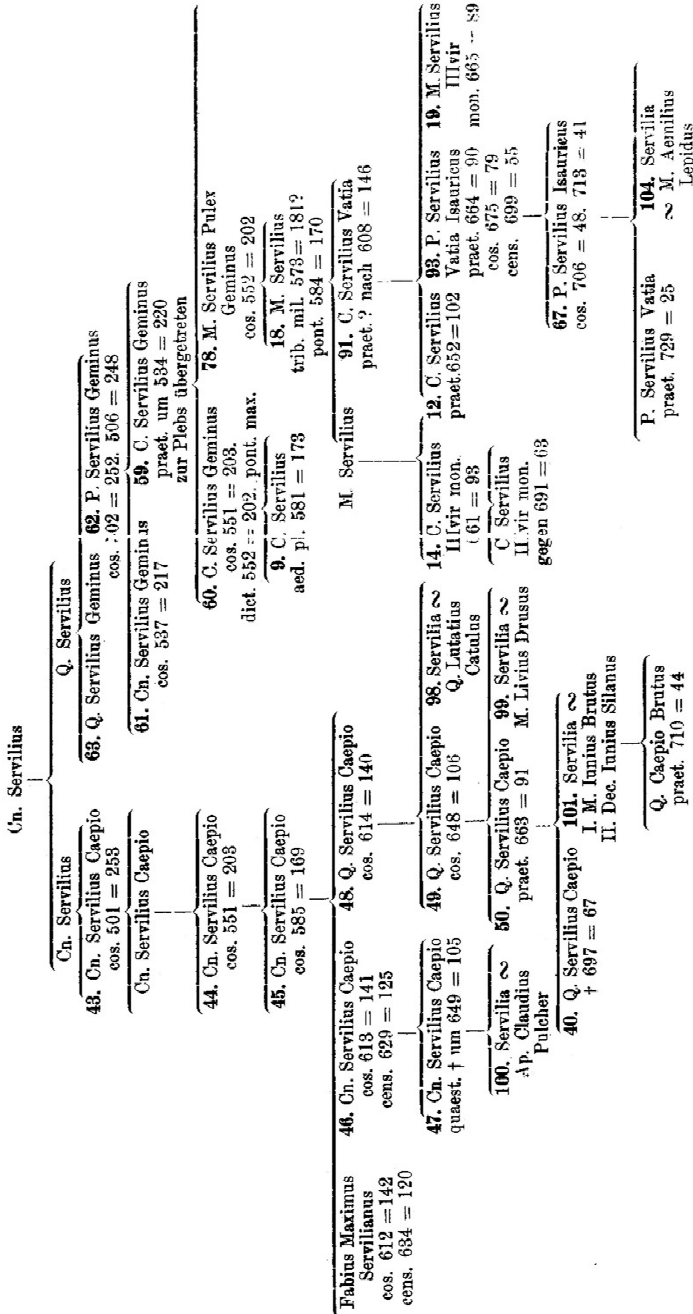 Cn. Servilius
Cn. Servilius
Q. Servilius
43. Cn. Servilius Caepio
cos. 501 = 253
63. Q. Servilius Geminus
62. P. Servilius Geminus
cos. 502 = 252. 506 = 248
Cn. Servilius Caepio
61. Cn. Servilius Geminus
cos. 537 = 217
59. C. Servilius Geminus
praet. um 534 = 220
zur Plebs übergetreten
44. Cn. Servilius Caepio
cos. 551 = 203
60. C. Servilius Geminus
cos. 551 = 203.
dict. 552 = 202. pont. max.
78. M. Servilius Pulex
Geminus
cos. 552 = 202
45. Cn. Servilius Caepio
cos. 585 = 169
9. C. Servilius
aed. pl. 581 = 173
18. M. Servilius
trib. mil. 573 = 181?
pont. 584 = 170
Fabius Maximus
Servilianus
cos. 612 = 142
cens. 634 = 120
46. Cn. Servilius Caepio
cos. 613 = 141
cens. 629 = 125
48. Q. Servilius Caepio
cos. 614 = 140
M. Servilius
91. C. Servilius Vatia
praet.? nach 608 = 146
47. Cn. Servilius Caepio
quaest. † um 649 = 105
49. Q. Servilius Caepio
cos. 648 = 106
98. Servilia ∾
Q. Lutatius
Catulus
14. C. Servilius
IIIvir mon.
661 = 93
12. C. Servilius
praet. 652 = 102
93. P. Servilius
Vatia Isauricus
praet. 664 = 90
cos. 675 = 79
cens. 699 = 55
19. M. Servilius
IIIvir
mon. 665 = 89
100. Servilia ∾
Ap. Claudius
Pulcher
50. Q. Servilius Caepio
praet. 663 = 91
99. Servilia ∾
M. Livius Drusus
C Servilius
IIIvir mon.
gegen 691 = 63
67. P. Servilius Isauricus
cos. 706 = 48. 713 = 41
40. Q. Servilius Caepio
† 697 = 67
101. Servilia ∾
I. M. Iunius Brutus
II. Dec. Iunius Silanus
P. Servilius Vatia
praet. 729 = 25
104. Servilia
∾ M. Aemilius
Lepidus
Q. Caepio Brutus
praet. 710 = 44